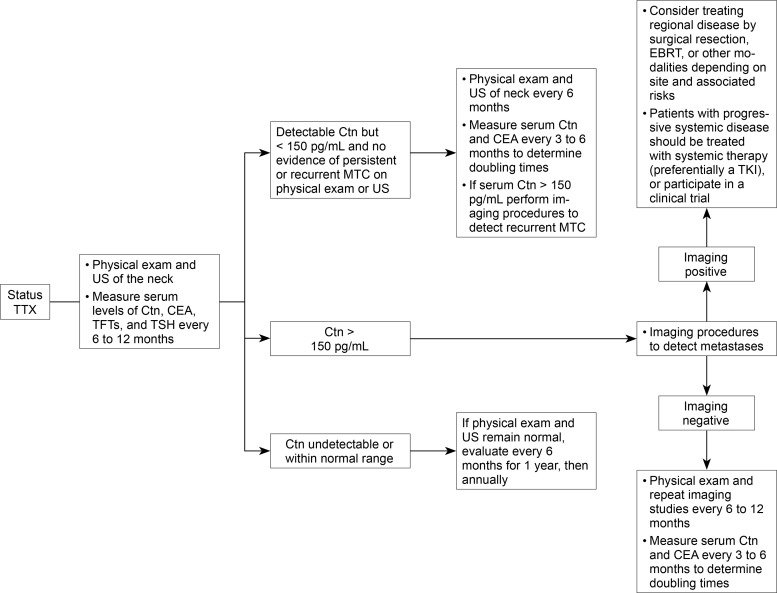 Status
TTX
• Physical exam and
US of the neck
• Measure serum
levels of Ctn, CEA,
TFTs, and TSH every
6 to 12 months
Detectable Ctn but
< 150 pg/mL and no
evidence of persistent
or recurrent MTC on
physical exam or US
• Physical exam and
US of neck every 6
months
• Measure serum Ctn
and CEA every 3 to 6
months to determine
doubling times
• If serum Ctn > 150
pg/mL perform im-
aging procedures to
detect recurrent MTC
Ctn >
150 pg/mL
• Imaging procedures
to detect metastases
Imaging
positive
• Consider treating
regional disease by
surgical resection,
EBRT, or other mo-
dalities depending on
site and associated
risks
• Patients with progres-
sive systemic disease
should be treated
with systemic therapy
(preferentially a TKI),
or participate in a
clinical trial
Imaging
negative
• Physical exam and
repeat imaging
studies every 6 to 12
months
• Measure serum Ctn
and CEA every 3 to 6
months to determine
doubling times
Ctn undetectable or
within normal range
If physical exam and
US remain normal,
evaluate every 6
months for 1 year, then
annually